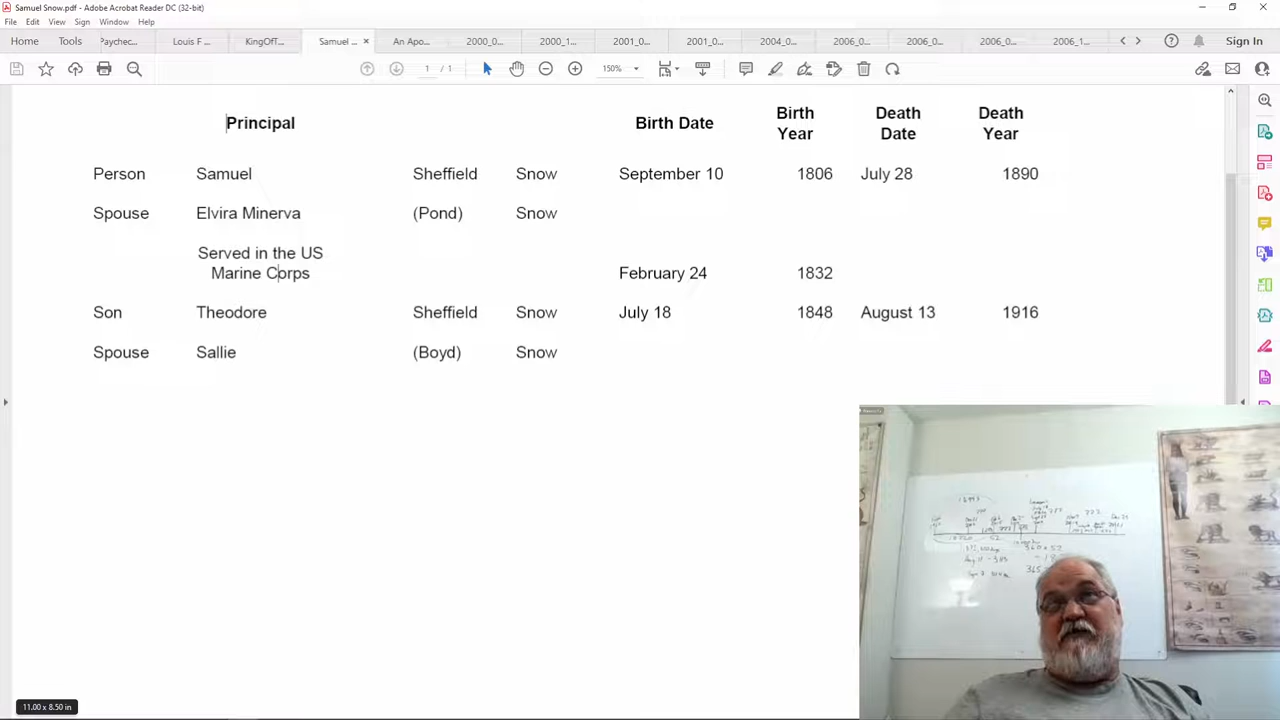 Samuel Snow.pdf - Adobe Acrobat Reader DC (32-bit)
File Edit View Sign Window Help
Home Tools Paychec... Louis F ... KingOfT... Samuel ... × An Apo... 2000_0... 2000_1... 2001_0... 2001_0... 2004_0... 2006_0... 2006_0... 2006_0... 2006_1... Sign In
1 / 1 150%
Principal Birth Date Birth Year Death Date Death Year
Person Samuel Sheffield Snow September 10 1806 July 28 1890
Spouse Elvira Minerva (Pond) Snow
Served in the US
Marine Corps February 24 1832
Son Theodore Sheffield Snow July 18 1848 August 13 1916
Spouse Sallie (Boyd) Snow
360 x 52
11.00 x 8.50 in